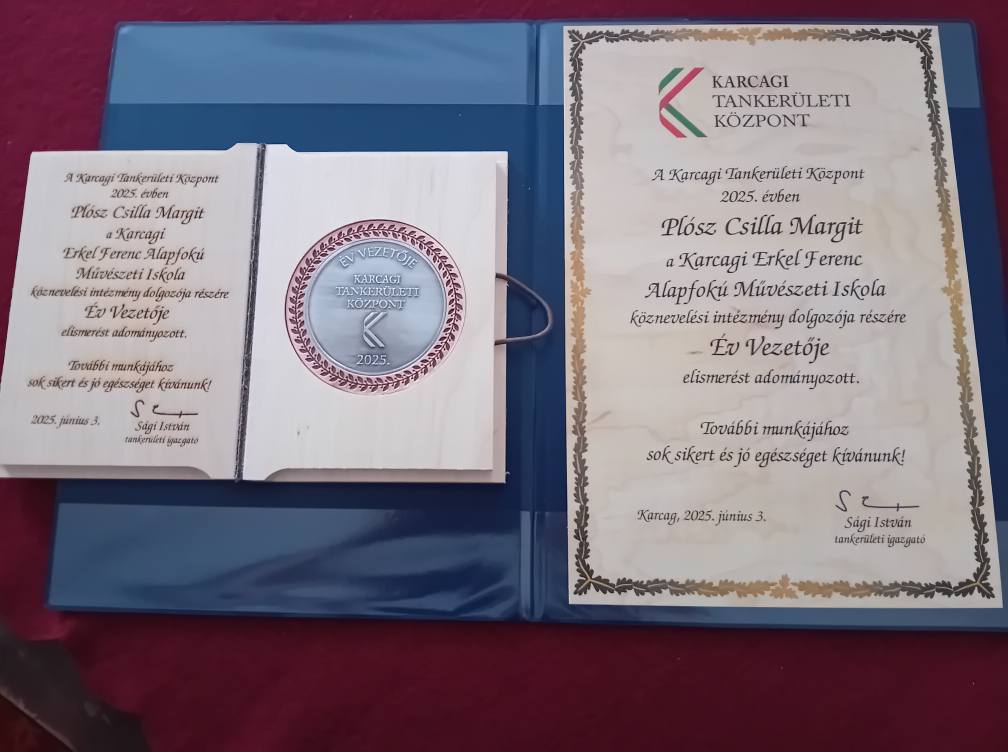 A Karcagi Tankerületi Központ
2025. évben
Plósz Csilla Margit
a Karcagi
Erkel Ferenc Alapfokú
Művészeti Iskola
köznevelési intézmény dolgozója részére
Év Vezetője
elismerést adományozott.
További munkájához
sok sikert és jó egészséget kívánunk!
2025. június 3.
Sági István
tankerületi igazgató
ÉV VEZETŐJE
KARCAGI
TANKERÜLETI
KÖZPONT
2025.
KARCAGI
TANKERÜLETI
KÖZPONT
A Karcagi Tankerületi Központ
2025. évben
Plósz Csilla Margit
a Karcagi Erkel Ferenc
Alapfokú Művészeti Iskola
köznevelési intézmény dolgozója részére
Év Vezetője
elismerést adományozott.
További munkájához
sok sikert és jó egészséget kívánunk!
Karcag, 2025. június 3.
Sági István
tankerületi igazgató